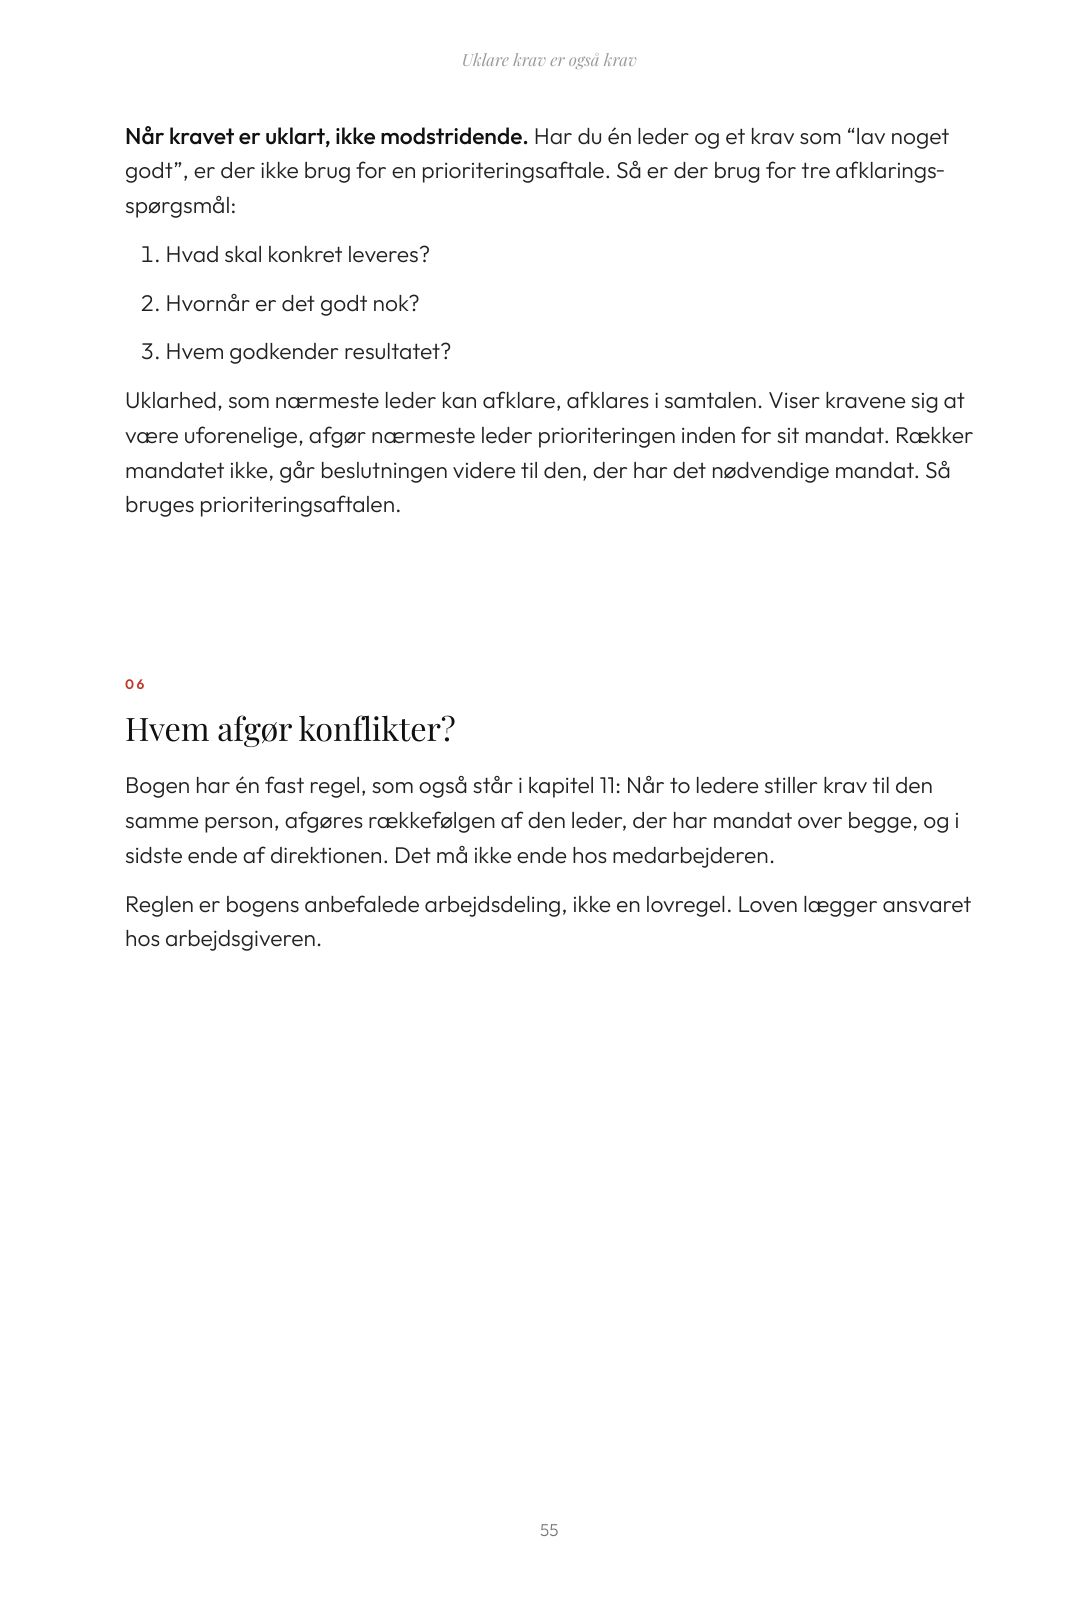 Uklare krav er også krav
Når kravet er uklart, ikke modstridende. Har du én leder og et krav som “lav noget
godt”, er der ikke brug for en prioriteringsaftale. Så er der brug for tre afklarings-
spørgsmål:
1. Hvad skal konkret leveres?
2. Hvornår er det godt nok?
3. Hvem godkender resultatet?
Uklarhed, som nærmeste leder kan afklare, afklares i samtalen. Viser kravene sig at
være uforenelige, afgør nærmeste leder prioriteringen inden for sit mandat. Rækker
mandatet ikke, går beslutningen videre til den, der har det nødvendige mandat. Så
bruges prioriteringsaftalen.
06
Hvem afgør konflikter?
Bogen har én fast regel, som også står i kapitel 11: Når to ledere stiller krav til den
samme person, afgøres rækkefølgen af den leder, der har mandat over begge, og i
sidste ende af direktionen. Det må ikke ende hos medarbejderen.
Reglen er bogens anbefalede arbejdsdeling, ikke en lovregel. Loven lægger ansvaret
hos arbejdsgiveren.
55